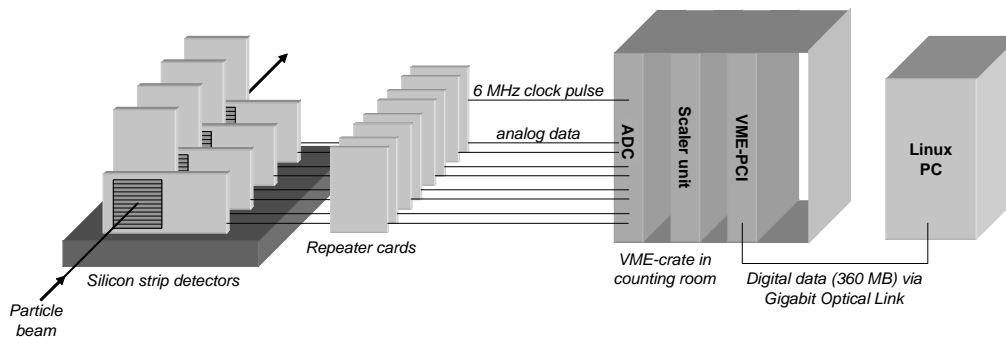 6 MHz clock pulse
analog data
ADC
Scaler unit
VME-PCI
Linux
PC
Repeater cards
Silicon strip detectors
VME-crate in
counting room
Digital data (360 MB) via
Gigabit Optical Link
Particle
beam